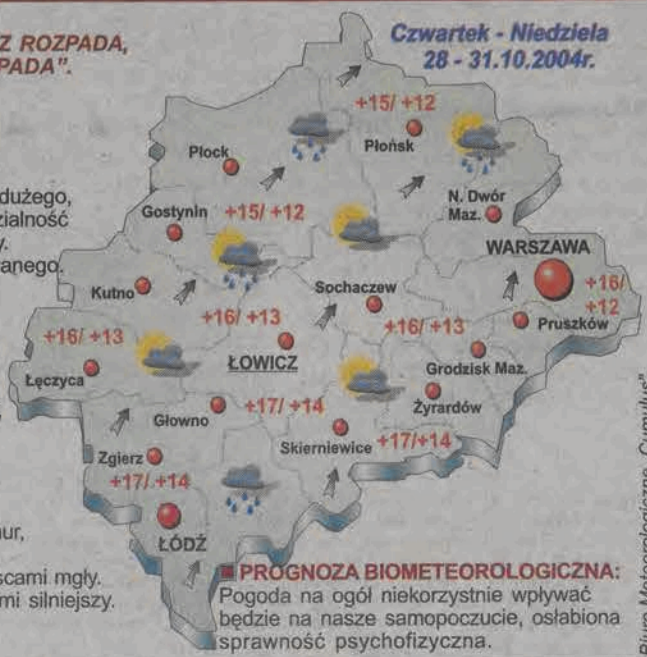 Z ROZPADA,
PADA".
Czwartek - Niedziela
28 - 31.10.2004r.
dużego,
zialność
y.
anego.
+15/ +12
Płońsk
Płock
Gostynin +15/ +12
N. Dwór
Maz.
WARSZAWA
+16/
+12
Pruszków
Kutno
Sochaczew
+16/ +13
+16/ +13
+16/ +13
ŁOWICZ
Grodzisk Maz.
Łęczyca
Żyrardów
Głowno
+17/ +14
Skierniewice +17/+14
Zgierz
+17/.+14
ŁÓDŹ
nur,
scami mgły.
mi silniejszy.
PROGNOZA BIOMETEOROLOGICZNA:
Pogoda na ogół niekorzystnie wpływać
będzie na nasze samopoczucie, osłabiona
sprawność psychofizyczna.
Biuro Meteorologiczne „Cumulus"